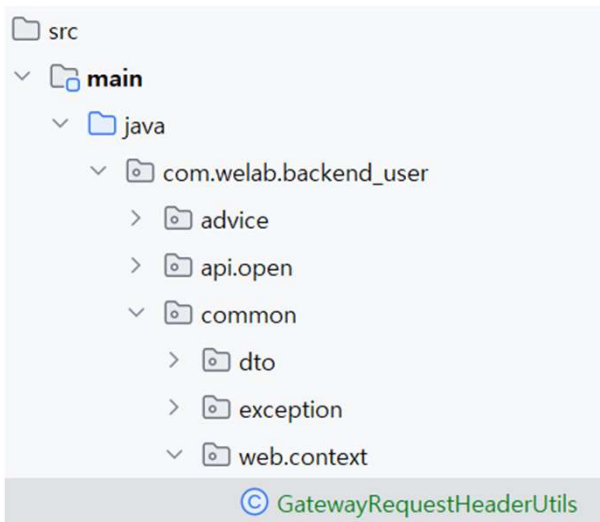 src
main
java
com.welab.backend_user
advice
api.open
common
dto
exception
web.context
GatewayRequestHeaderUtils